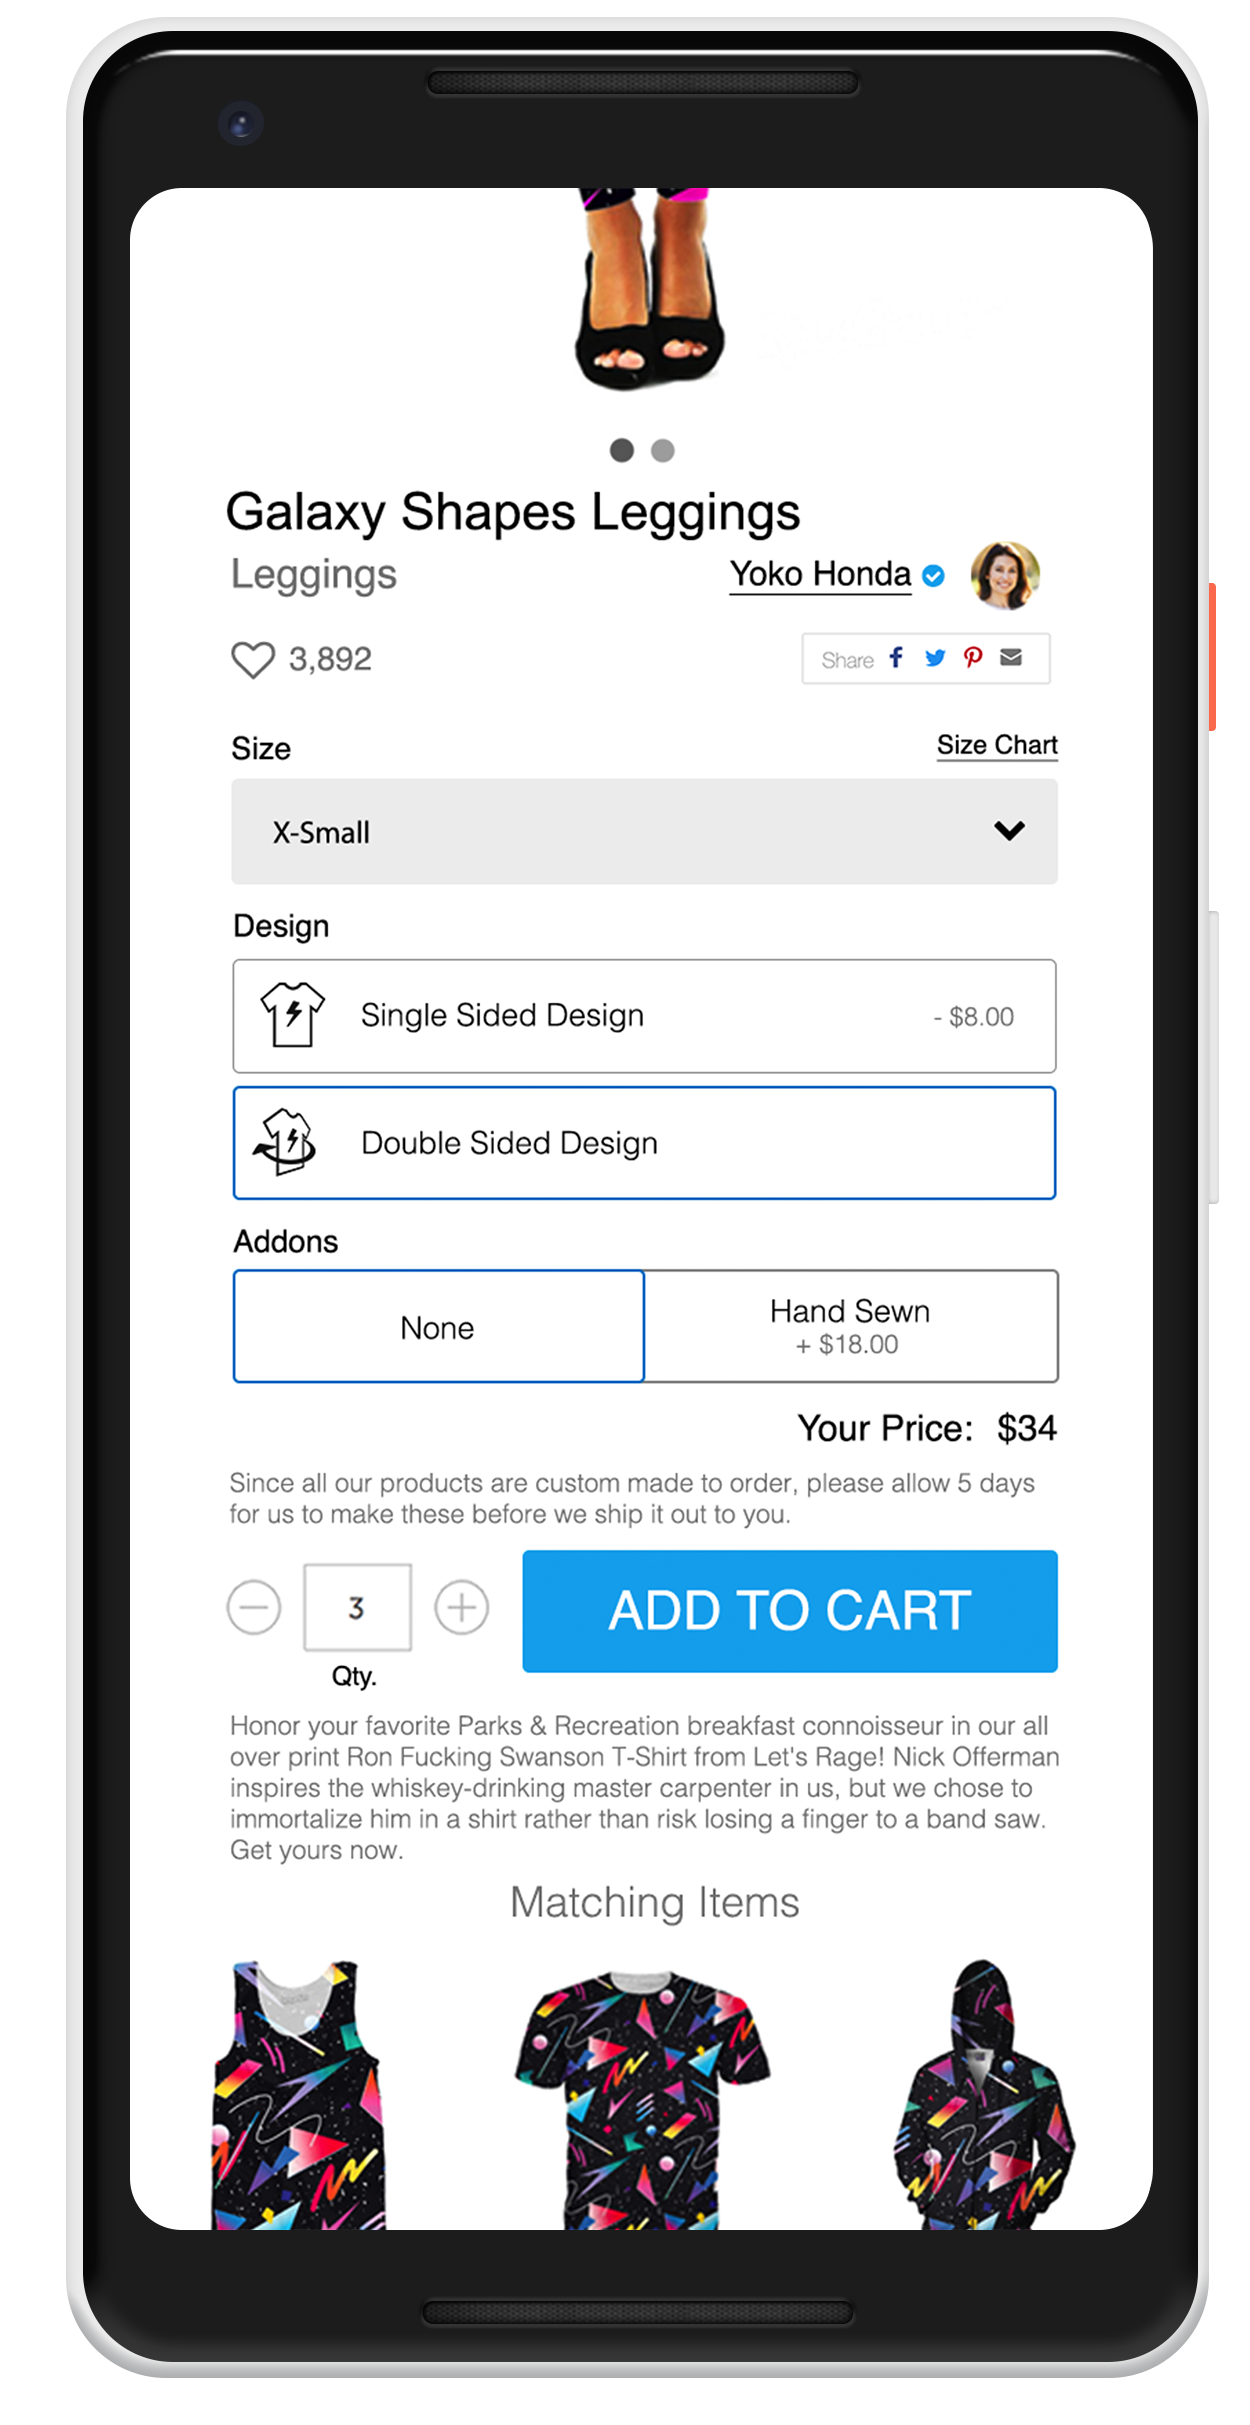 Galaxy Shapes Leggings
Leggings
Yoko Honda
3,892
Share
Size
Size Chart
X-Small
Design
Single Sided Design
- $8.00
Double Sided Design
Addons
None
Hand Sewn
+ $18.00
Your Price: $34
Since all our products are custom made to order, please allow 5 days
for us to make these before we ship it out to you.
3
ADD TO CART
Qty.
Honor your favorite Parks & Recreation breakfast connoisseur in our all
over print Ron Fucking Swanson T-Shirt from Let's Rage! Nick Offerman
inspires the whiskey-drinking master carpenter in us, but we chose to
immortalize him in a shirt rather than risk losing a finger to a band saw.
Get yours now.
Matching Items